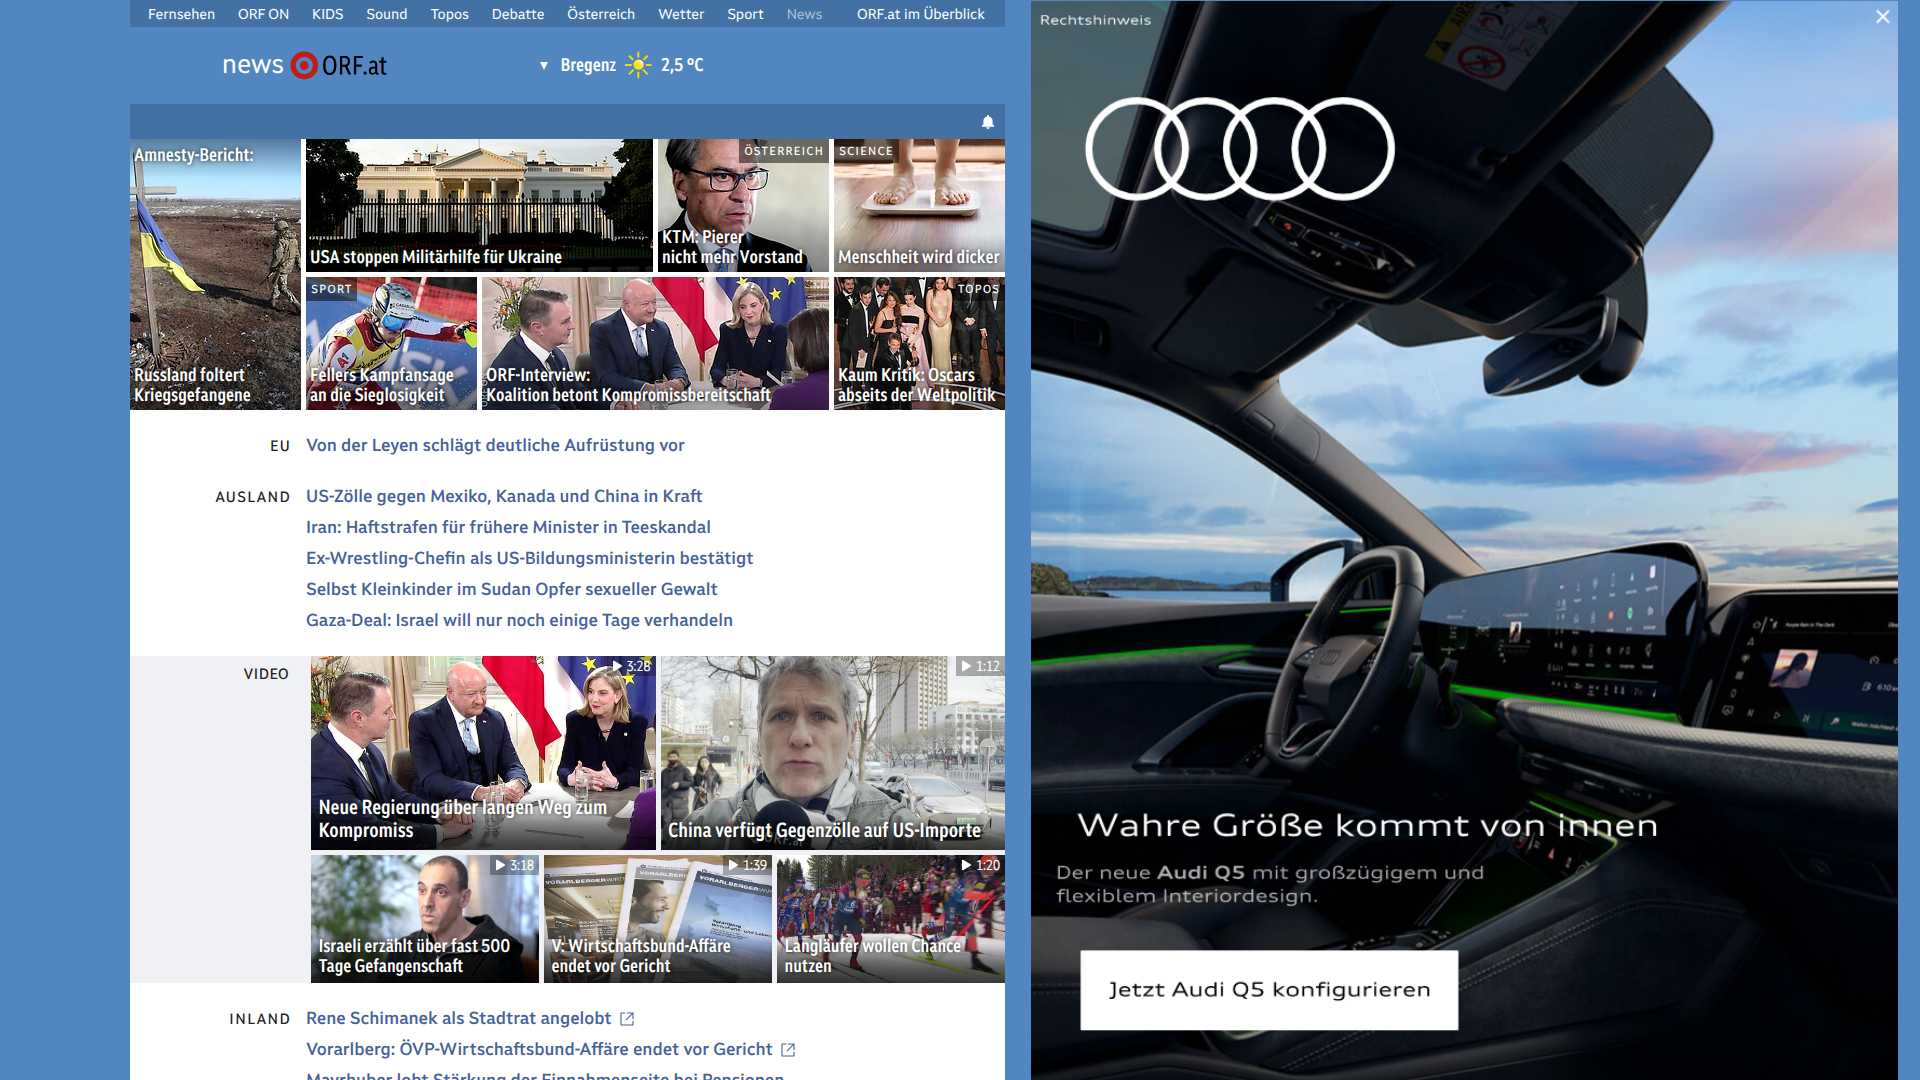 Fernsehen ORF ON KIDS Sound Topos Debatte Österreich Wetter Sport News ORF.at im Überblick
news ORF.at
Bregenz 2,5 °C
Amnesty-Bericht:
Russland foltert
Kriegsgefangene
USA stoppen Militärhilfe für Ukraine
ÖSTERREICH
KTM: Pierer
nicht mehr Vorstand
SCIENCE
Menschheit wird dicker
SPORT
Fellers Kampfansage
an die Sieglosigkeit
ORF-Interview:
Koalition betont Kompromissbereitschaft
TOPOS
Kaum Kritik: Oscars
abseits der Weltpolitik
EU
Von der Leyen schlägt deutliche Aufrüstung vor
AUSLAND
US-Zölle gegen Mexiko, Kanada und China in Kraft
Iran: Haftstrafen für frühere Minister in Teeskandal
Ex-Wrestling-Chefin als US-Bildungsministerin bestätigt
Selbst Kleinkinder im Sudan Opfer sexueller Gewalt
Gaza-Deal: Israel will nur noch einige Tage verhandeln
VIDEO
3:28
Neue Regierung über langen Weg zum
Kompromiss
1:12
China verfügt Gegenzölle auf US-Importe
3:18
Israeli erzählt über fast 500
Tage Gefangenschaft
1:39
V: Wirtschaftsbund-Affäre
endet vor Gericht
1:20
Langläufer wollen Chance
nutzen
INLAND
Rene Schimanek als Stadtrat angelobt
Vorarlberg: ÖVP-Wirtschaftsbund-Affäre endet vor Gericht
Mayrhuber lobt Stärkung der Einnahmenseite bei Pensionen
Rechtshinweis
Wahre Größe kommt von innen
Der neue Audi Q5 mit großzügigem und
flexiblem Interiordesign.
Jetzt Audi Q5 konfigurieren